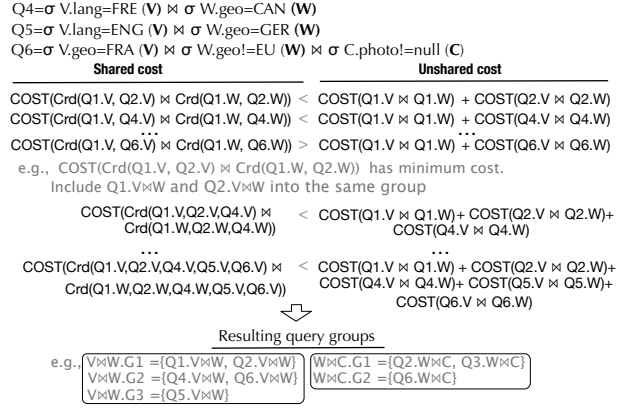 Q4=σ V.lang=FRE (V) ⋈ σ W.geo=CAN (W)
Q5=σ V.lang=ENG (V) ⋈ σ W.geo=GER (W)
Q6=σ V.geo=FRA (V) ⋈ σ W.geo!=EU (W) ⋈ σ C.photo!=null (C)
Shared cost Unshared cost
COST(Crd(Q1.V, Q2.V) ⋈ Crd(Q1.W, Q2.W)) < COST(Q1.V ⋈ Q1.W) + COST(Q2.V ⋈ Q2.W)
COST(Crd(Q1.V, Q4.V) ⋈ Crd(Q1.W, Q4.W)) < COST(Q1.V ⋈ Q1.W) + COST(Q4.V ⋈ Q4.W)
... ...
COST(Crd(Q1.V, Q6.V) ⋈ Crd(Q1.W, Q6.W)) > COST(Q1.V ⋈ Q1.W) + COST(Q6.V ⋈ Q6.W)
e.g., COST(Crd(Q1.V, Q2.V) ⋈ Crd(Q1.W, Q2.W)) has minimum cost.
Include Q1.V⋈W and Q2.V⋈W into the same group
COST(Crd(Q1.V,Q2.V,Q4.V) ⋈ < COST(Q1.V ⋈ Q1.W)+ COST(Q2.V ⋈ Q2.W)+
Crd(Q1.W,Q2.W,Q4.W)) COST(Q4.V ⋈ Q4.W)
... ...
COST(Crd(Q1.V,Q2.V,Q4.V,Q5.V,Q6.V) ⋈ < COST(Q1.V ⋈ Q1.W) + COST(Q2.V ⋈ Q2.W)+
Crd(Q1.W,Q2.W,Q4.W,Q5.V,Q6.V)) COST(Q4.V ⋈ Q4.W)+ COST(Q5.V ⋈ Q5.W)+
COST(Q6.V ⋈ Q6.W)
Resulting query groups
e.g., V⋈W.G1 ={Q1.V⋈W, Q2.V⋈W} W⋈C.G1 ={Q2.W⋈C, Q3.W⋈C}
V⋈W.G2 ={Q4.V⋈W, Q6.V⋈W} W⋈C.G2 ={Q6.W⋈C}
V⋈W.G3 ={Q5.V⋈W}